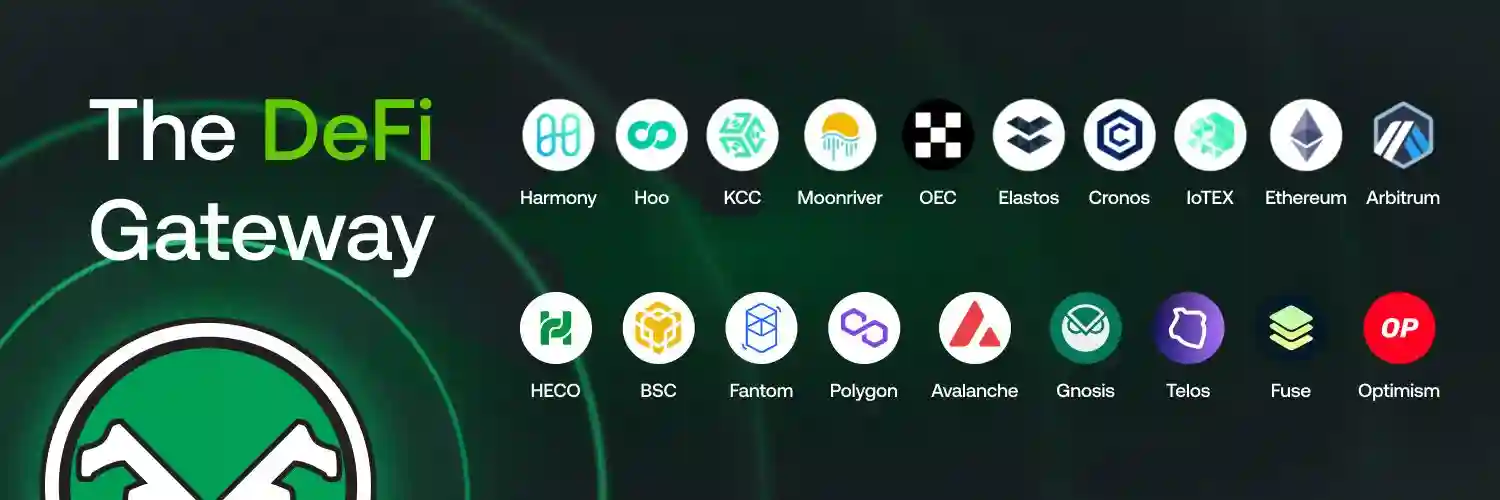 The DeFi
Gateway
Harmony Hoo KCC Moonriver OEC Elastos Cronos IoTEX Ethereum Arbitrum
OP
HECO BSC Fantom Polygon Avalanche Gnosis Telos Fuse Optimism